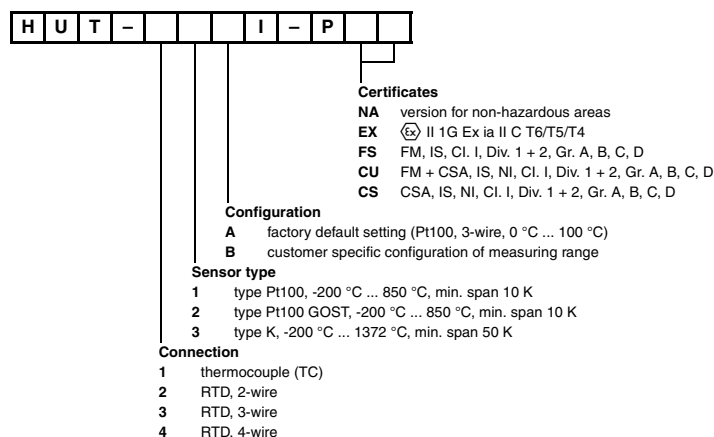 H U T – I – P
Certificates
NA version for non-hazardous areas
EX Ex II 1G Ex ia II C T6/T5/T4
FS FM, IS, Cl. I, Div. 1 + 2, Gr. A, B, C, D
CU FM + CSA, IS, NI, Cl. I, Div. 1 + 2, Gr. A, B, C, D
CS CSA, IS, NI, Cl. I, Div. 1 + 2, Gr. A, B, C, D
Configuration
A factory default setting (Pt100, 3-wire, 0 °C ... 100 °C)
B customer specific configuration of measuring range
Sensor type
1 type Pt100, -200 °C ... 850 °C, min. span 10 K
2 type Pt100 GOST, -200 °C ... 850 °C, min. span 10 K
3 type K, -200 °C ... 1372 °C, min. span 50 K
Connection
1 thermocouple (TC)
2 RTD, 2-wire
3 RTD, 3-wire
4 RTD, 4-wire